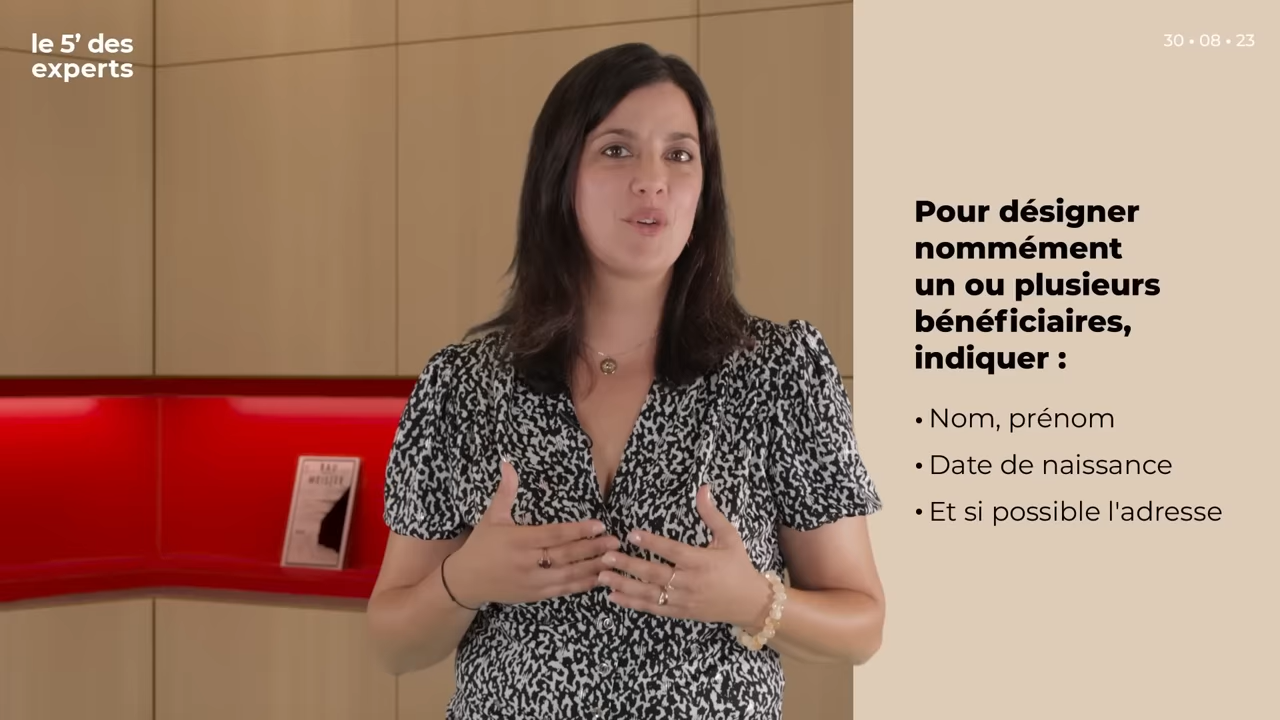 le 5’ des
experts
30 • 08 • 23
Pour désigner
nommément
un ou plusieurs
bénéficiaires,
indiquer :
• Nom, prénom
• Date de naissance
• Et si possible l'adresse